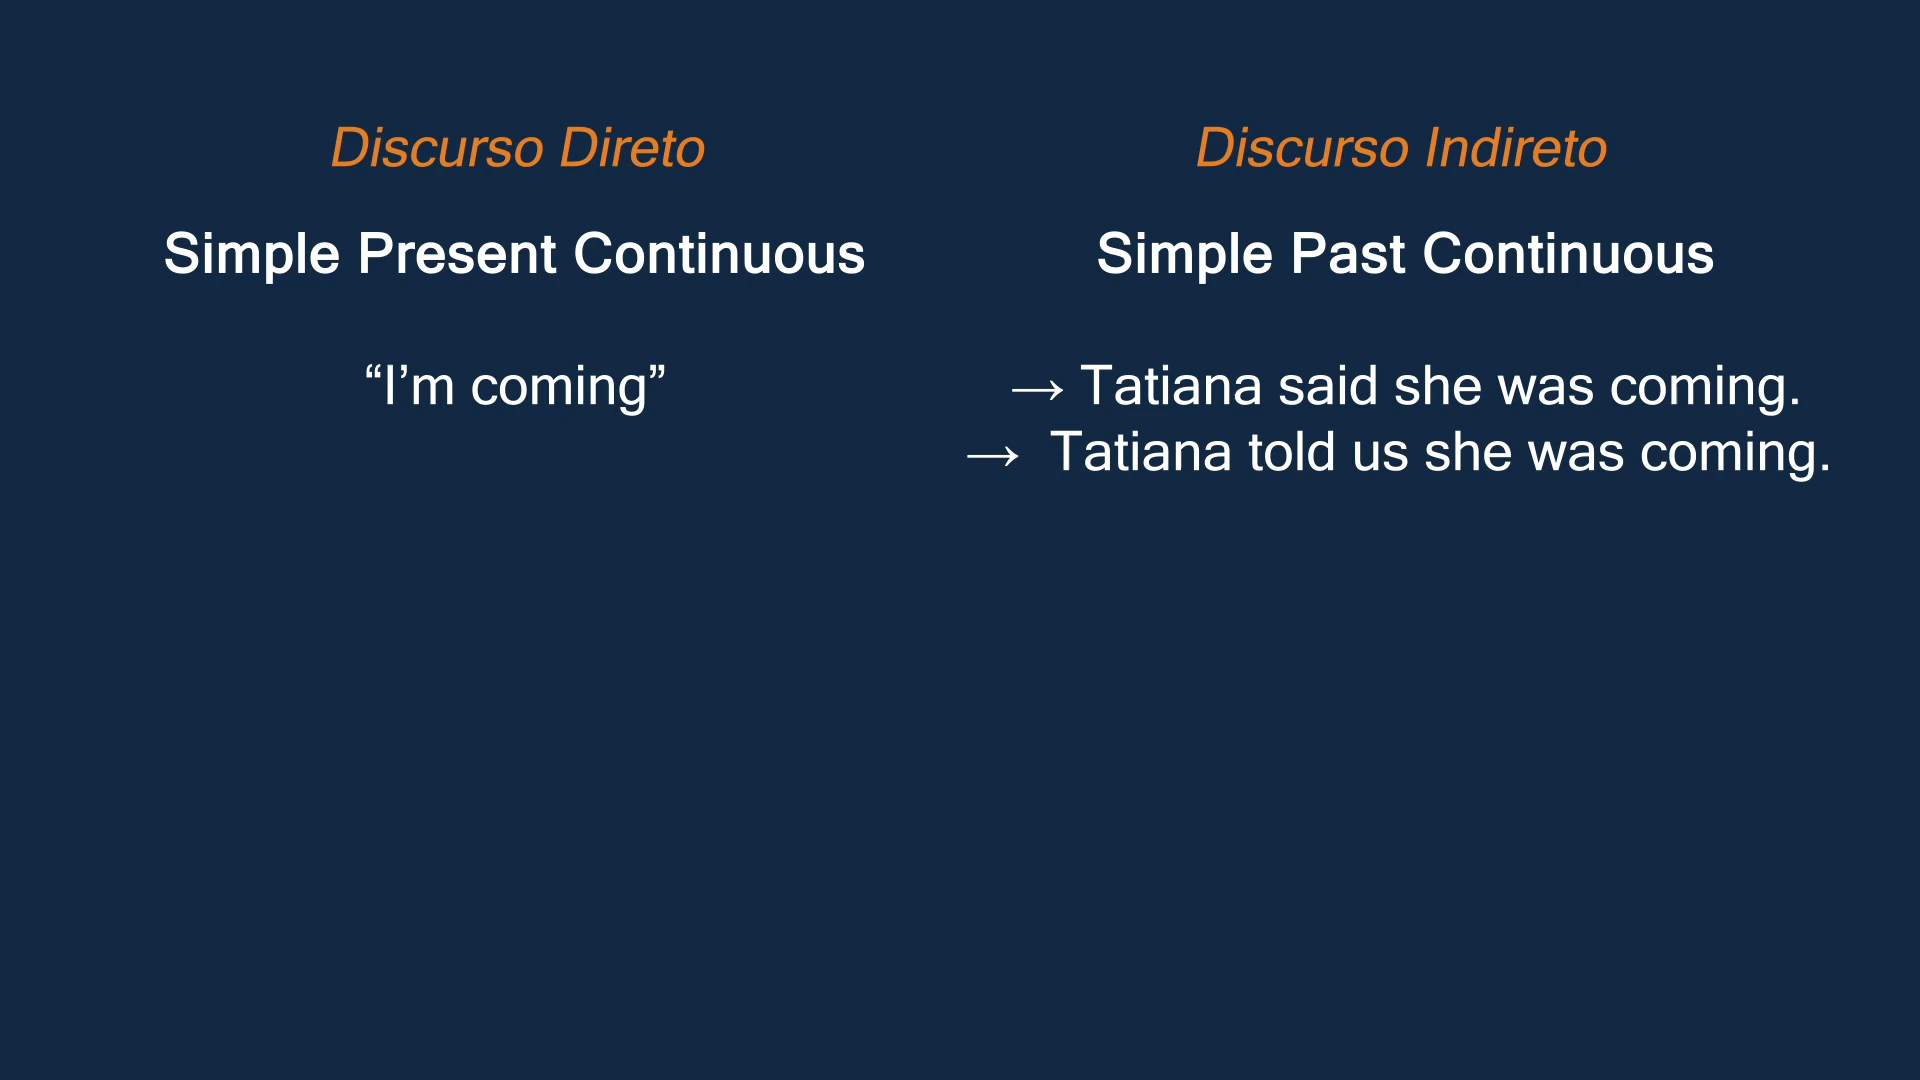 Discurso Direto
Simple Present Continuous
“I’m coming”
Discurso Indireto
Simple Past Continuous
→ Tatiana said she was coming.
→ Tatiana told us she was coming.